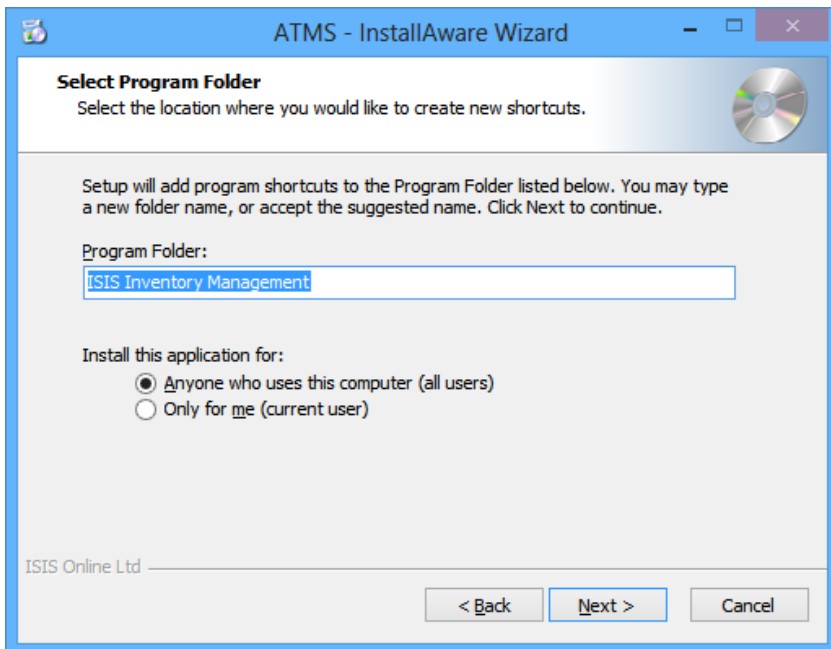 ATMS - InstallAware Wizard
Select Program Folder
Select the location where you would like to create new shortcuts.
Setup will add program shortcuts to the Program Folder listed below. You may type
a new folder name, or accept the suggested name. Click Next to continue.
Program Folder:
ISIS Inventory Management
Install this application for:
Anyone who uses this computer (all users)
Only for me (current user)
ISIS Online Ltd
< Back Next > Cancel